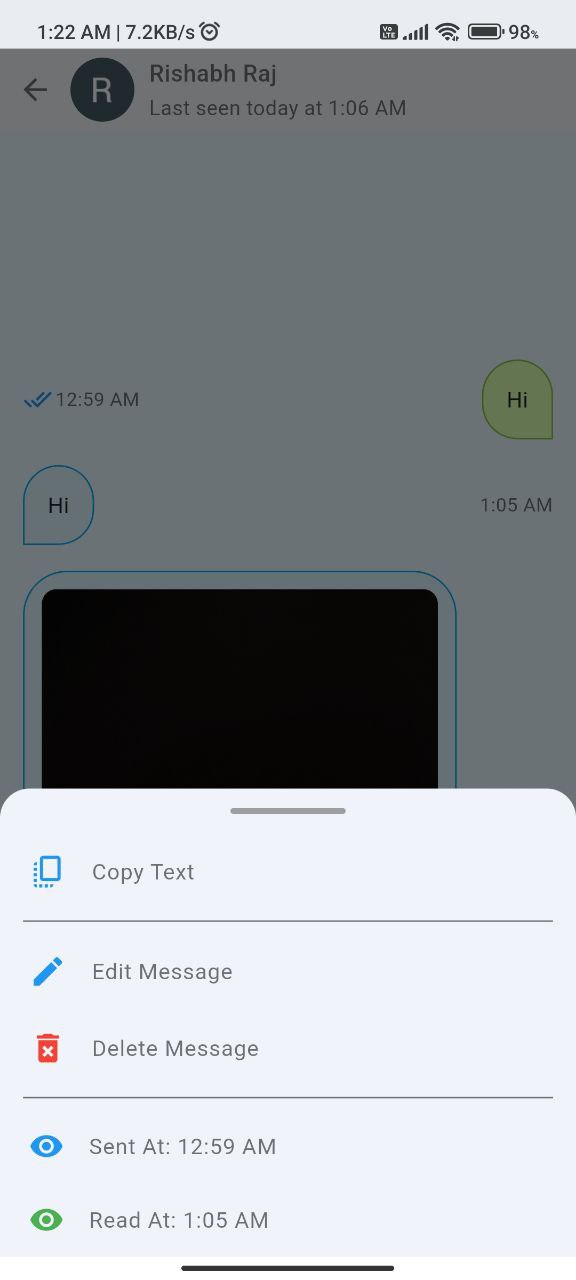 1:22 AM | 7.2KB/s Vo LTE 98%
R
Rishabh Raj
Last seen today at 1:06 AM
12:59 AM Hi
Hi 1:05 AM
Copy Text
Edit Message
Delete Message
Sent At: 12:59 AM
Read At: 1:05 AM